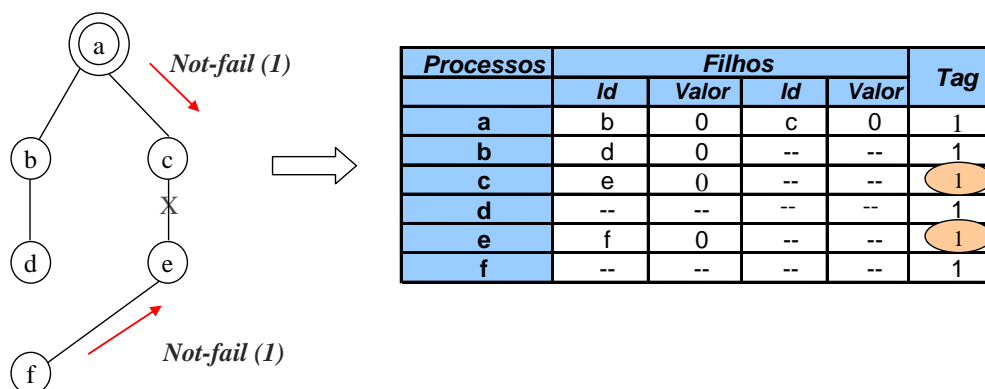 a
Not-fail (1)
b
c
X
d
e
Not-fail (1)
f
Processos Filhos Tag
Id Valor Id Valor
a b 0 c 0 1
b d 0 -- -- 1
c e 0 -- -- 1
d -- -- -- -- 1
e f 0 -- -- 1
f -- -- -- -- 1